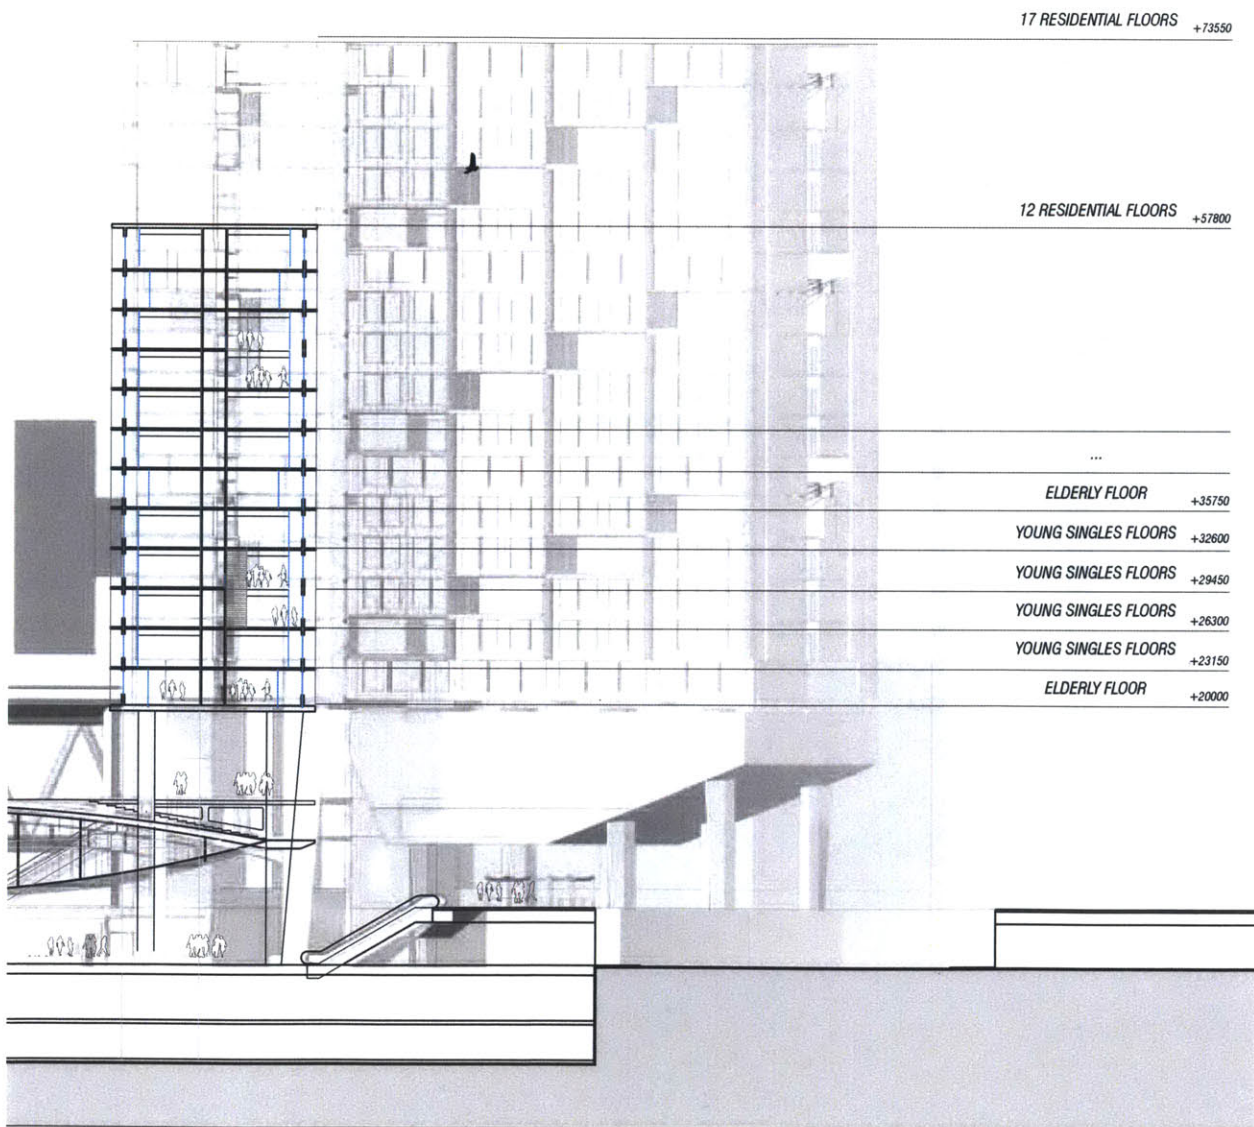 17 RESIDENTIAL FLOORS +73550
12 RESIDENTIAL FLOORS +57800
...
ELDERLY FLOOR +35750
YOUNG SINGLES FLOORS +32600
YOUNG SINGLES FLOORS +29450
YOUNG SINGLES FLOORS +26300
YOUNG SINGLES FLOORS +23150
ELDERLY FLOOR +20000